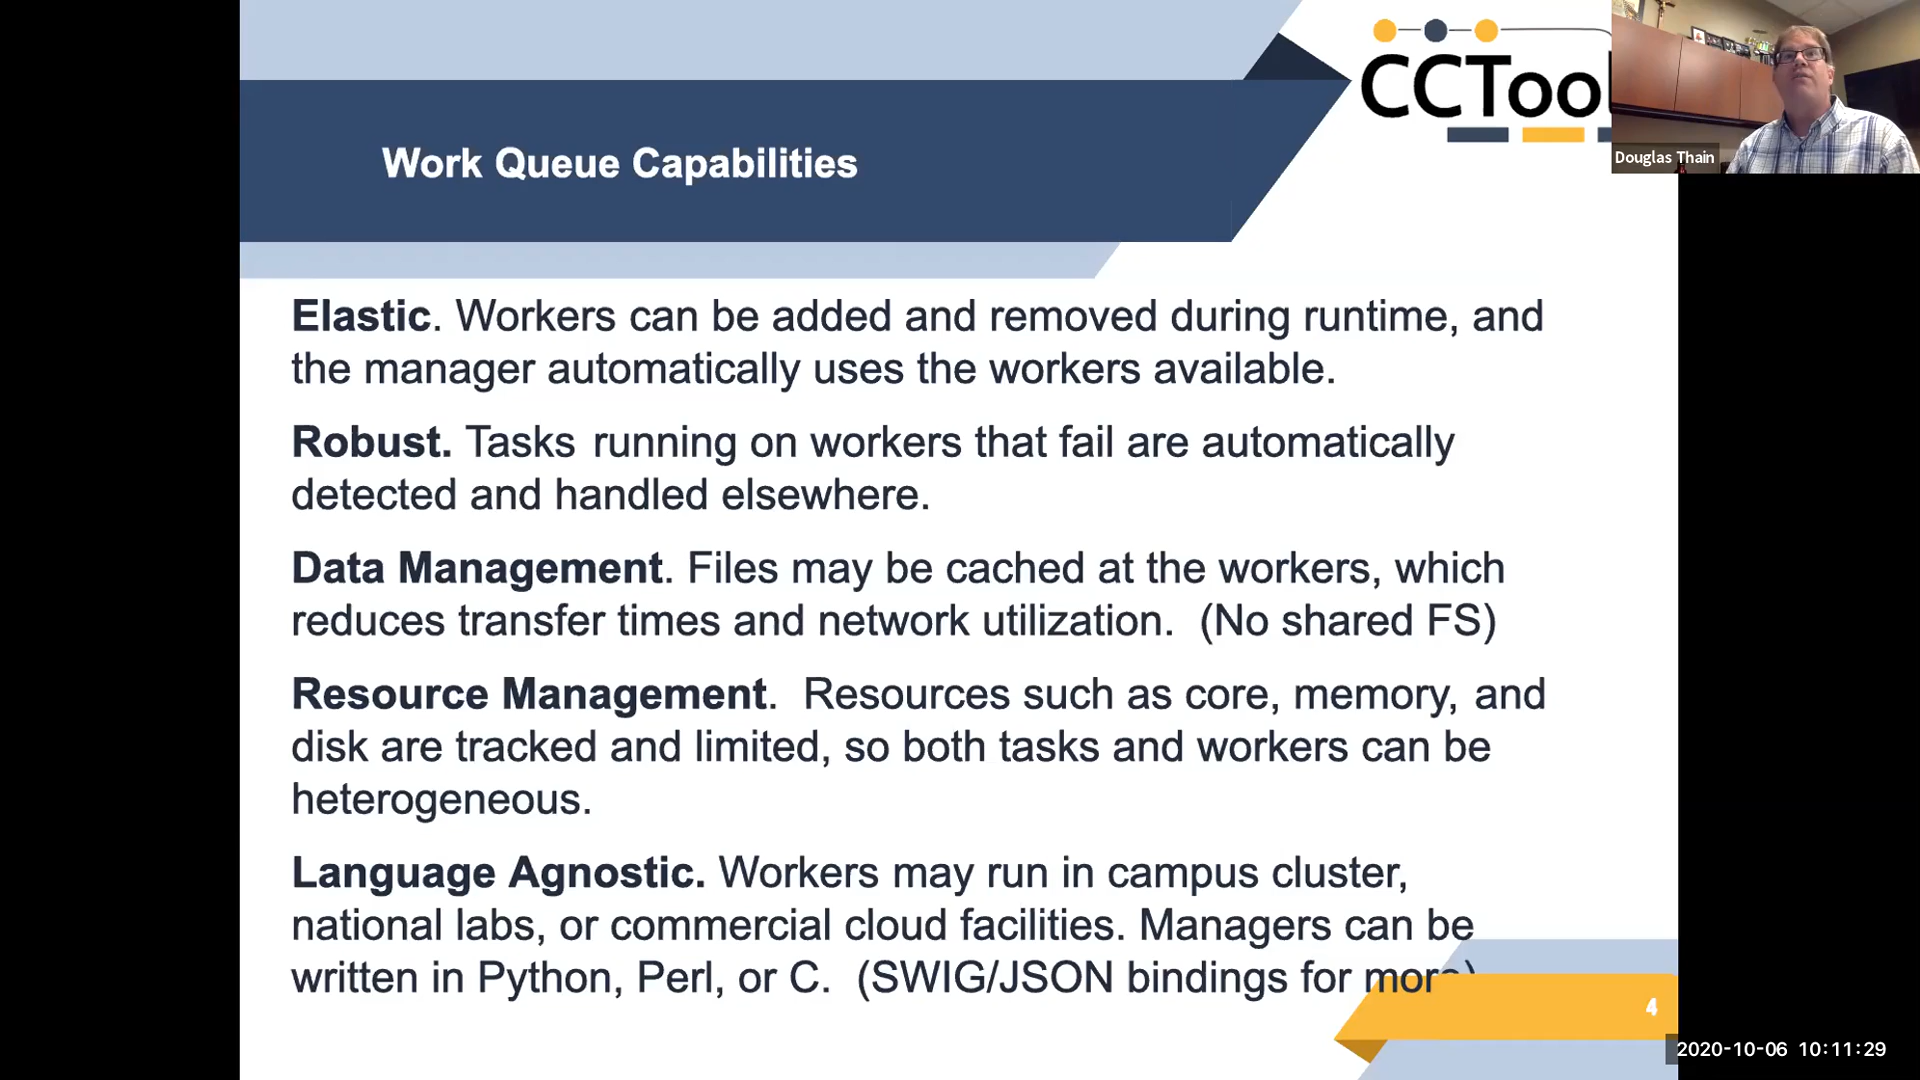 CCTool
Douglas Thain
Work Queue Capabilities
Elastic. Workers can be added and removed during runtime, and
the manager automatically uses the workers available.
Robust. Tasks running on workers that fail are automatically
detected and handled elsewhere.
Data Management. Files may be cached at the workers, which
reduces transfer times and network utilization. (No shared FS)
Resource Management. Resources such as core, memory, and
disk are tracked and limited, so both tasks and workers can be
heterogeneous.
Language Agnostic. Workers may run in campus cluster,
national labs, or commercial cloud facilities. Managers can be
written in Python, Perl, or C. (SWIG/JSON bindings for more)
4
2020-10-06 10:11:29